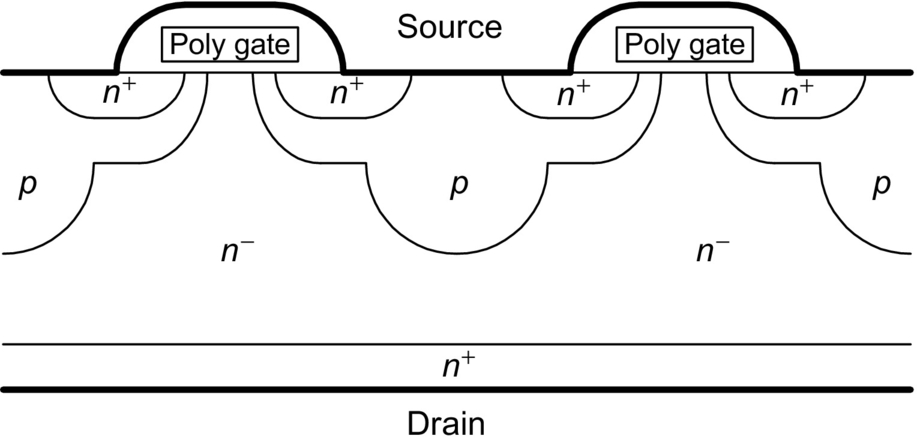 Source
Poly gate
Poly gate
n⁺
n⁺
n⁺
n⁺
p
p
p
n⁻
n⁻
n⁺
Drain